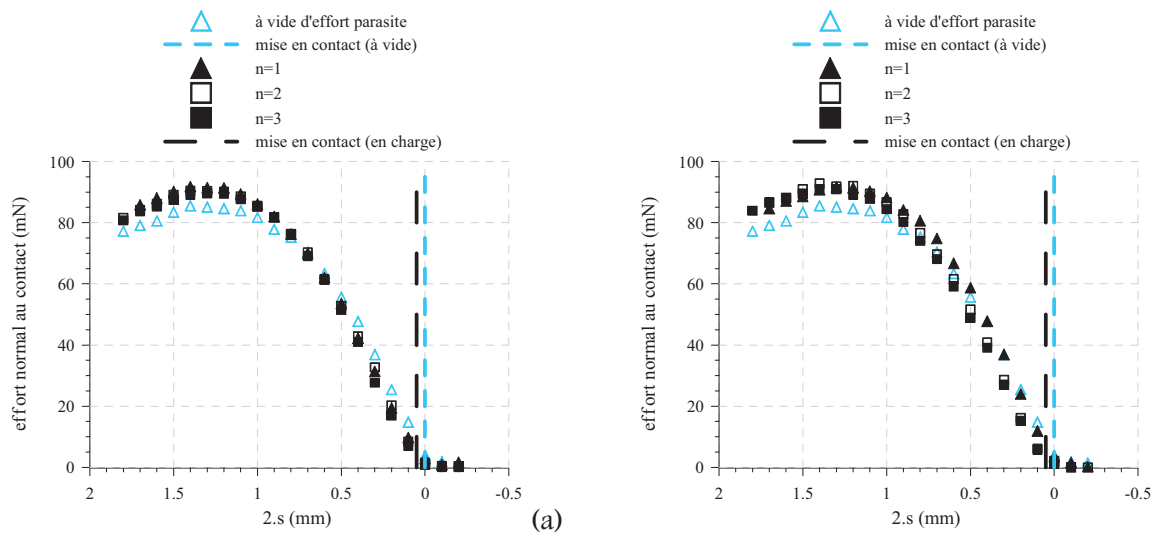 à vide d'effort parasite
mise en contact (à vide)
n=1
n=2
n=3
mise en contact (en charge)
100
80
60
40
20
0
effort normal au contact (mN)
2 1.5 1 0.5 0 -0.5
2.s (mm)
(a)
à vide d'effort parasite
mise en contact (à vide)
n=1
n=2
n=3
mise en contact (en charge)
100
80
60
40
20
0
effort normal au contact (mN)
2 1.5 1 0.5 0 -0.5
2.s (mm)